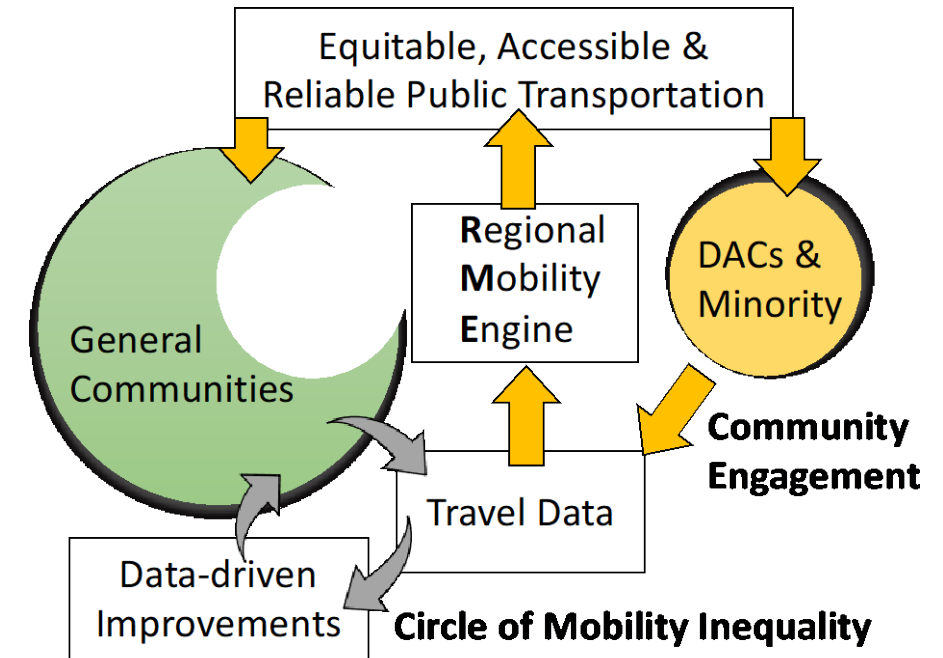 Equitable, Accessible &
Reliable Public Transportation
Regional
Mobility
Engine
DACs &
Minority
General
Communities
Community
Engagement
Travel Data
Data-driven
Improvements
Circle of Mobility Inequality